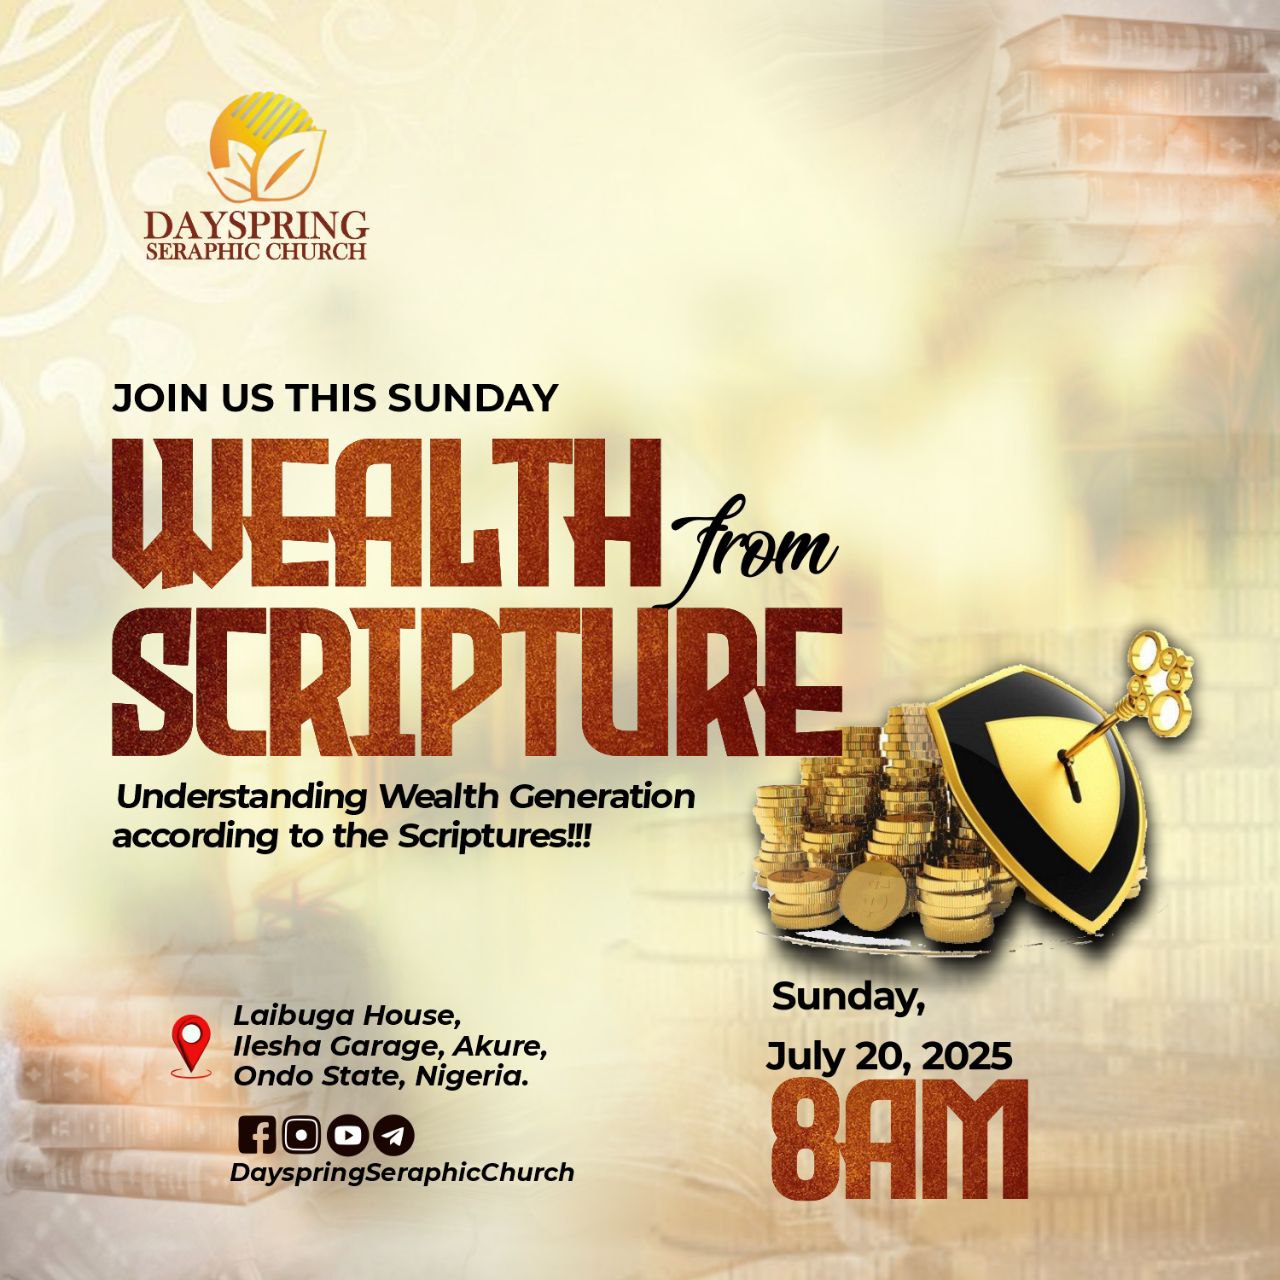 DAYSPRING
SERAPHIC CHURCH
JOIN US THIS SUNDAY
WEALTH from
SCRIPTURE
Understanding Wealth Generation
according to the Scriptures!!!
Laibuga House,
Ilesha Garage, Akure,
Ondo State, Nigeria.
DayspringSeraphicChurch
Sunday,
July 20, 2025
8AM